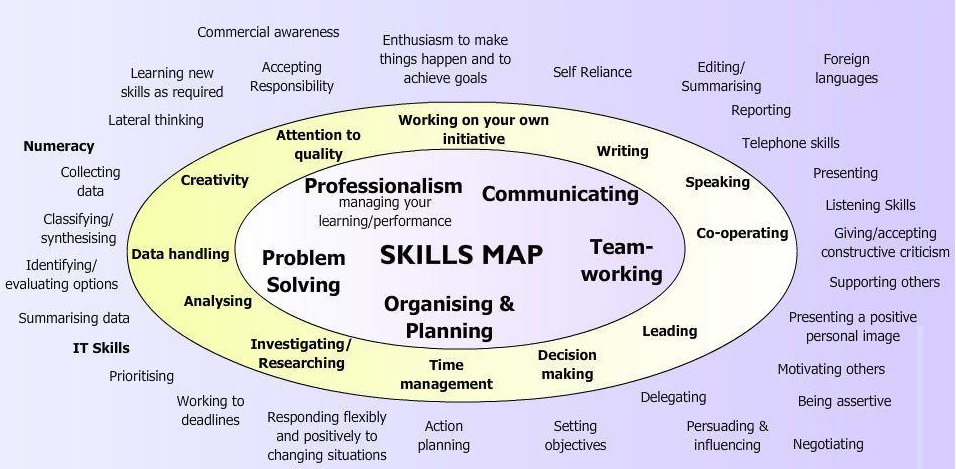 Commercial awareness
Enthusiasm to make
things happen and to
achieve goals
Learning new
skills as required
Accepting
Responsibility
Self Reliance
Editing/
Summarising
Foreign
languages
Lateral thinking
Reporting
Attention to
quality
Working on your own
initiative
Writing
Telephone skills
Numeracy
Collecting
data
Creativity
Professionalism
managing your
learning/performance
Communicating
Speaking
Presenting
Listening Skills
Classifying/
synthesising
Data handling
Problem
Solving
SKILLS MAP
Team-
working
Co-operating
Giving/accepting
constructive criticism
Identifying/
evaluating options
Supporting others
Analysing
Organising &
Planning
Leading
Summarising data
Presenting a positive
personal image
IT Skills
Investigating/
Researching
Time
management
Decision
making
Prioritising
Motivating others
Working to
deadlines
Responding flexibly
and positively to
changing situations
Action
planning
Setting
objectives
Delegating
Persuading &
influencing
Being assertive
Negotiating